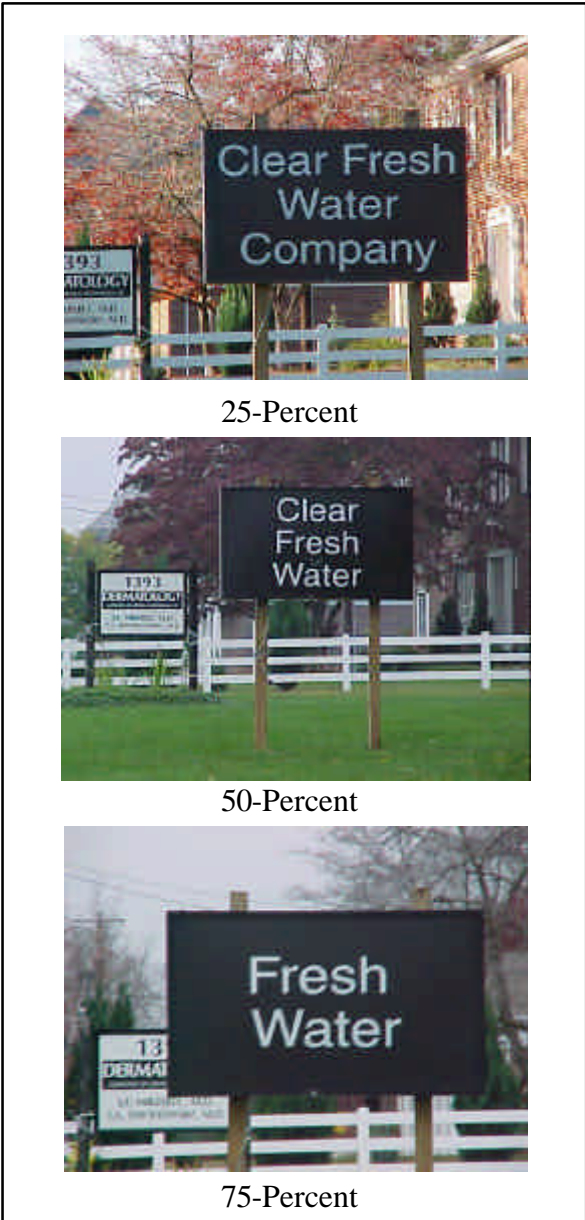 Clear Fresh
Water
Company
393
25-Percent
Clear
Fresh
Water
1393
DERMATOLOGY
50-Percent
Fresh
Water
13
DERMAT
75-Percent